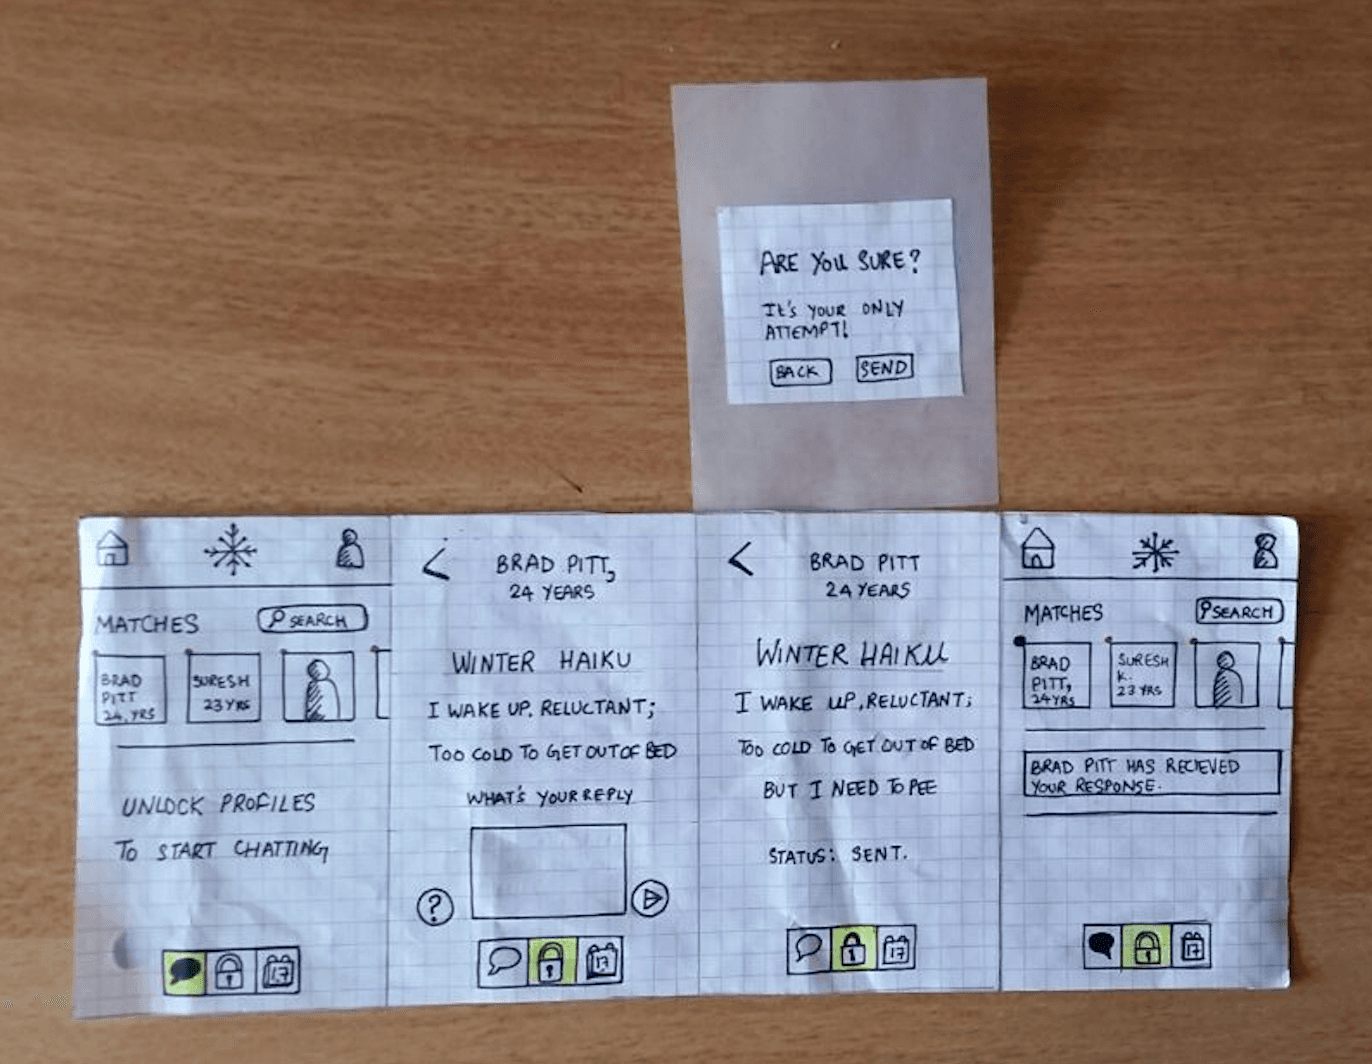 ARE YOU SURE?
IT'S YOUR ONLY
ATTEMPT!
BACK
SEND
MATCHES
SEARCH
BRAD
PITT
24, YRS
SURESH
23 YRS
UNLOCK PROFILES
TO START CHATTING
17
<
BRAD PITT,
24 YEARS
WINTER HAIKU
I WAKE UP, RELUCTANT;
TOO COLD TO GET OUT OF BED
WHAT'S YOUR REPLY
?
17
<
BRAD PITT
24 YEARS
WINTER HAIKU
I WAKE UP, RELUCTANT;
TOO COLD TO GET OUT OF BED
BUT I NEED TO PEE
STATUS: SENT.
17
MATCHES
SEARCH
BRAD
PITT,
24YRS
SURESH
K.
23 YRS
BRAD PITT HAS RECIEVED
YOUR RESPONSE.
17